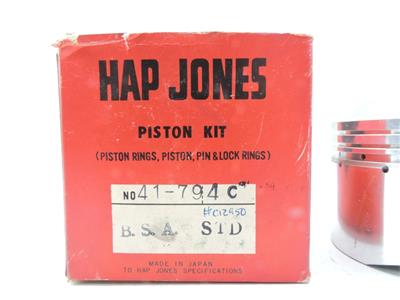 HAP JONES
PISTON KIT
(PISTON RINGS, PISTON, PIN & LOCK RINGS)
NO 41-794 C
#C12950
B. S. A. STD
MADE IN JAPAN
TO HAP JONES SPECIFICATIONS